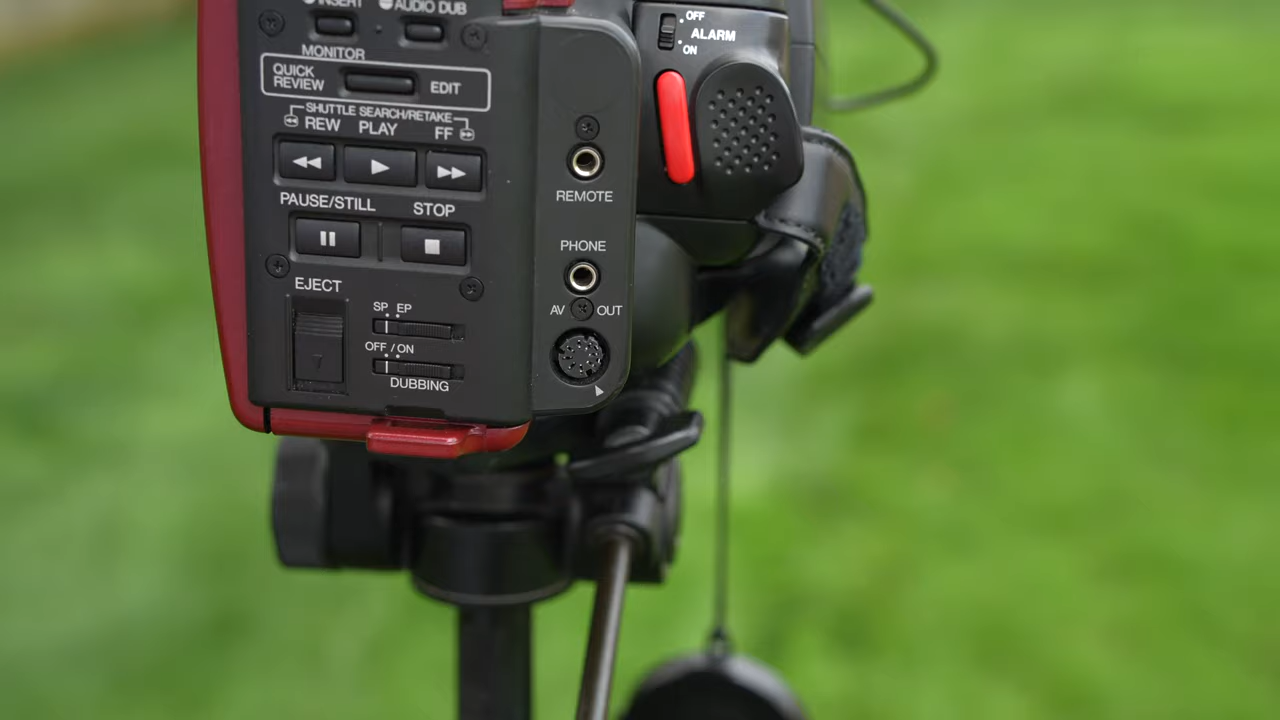 INSERT
AUDIO DUB
MONITOR
QUICK
REVIEW
EDIT
SHUTTLE SEARCH/RETAKE
REW PLAY FF
PAUSE/STILL STOP
EJECT
SP EP
OFF / ON
DUBBING
REMOTE
PHONE
AV OUT
OFF
ALARM
ON